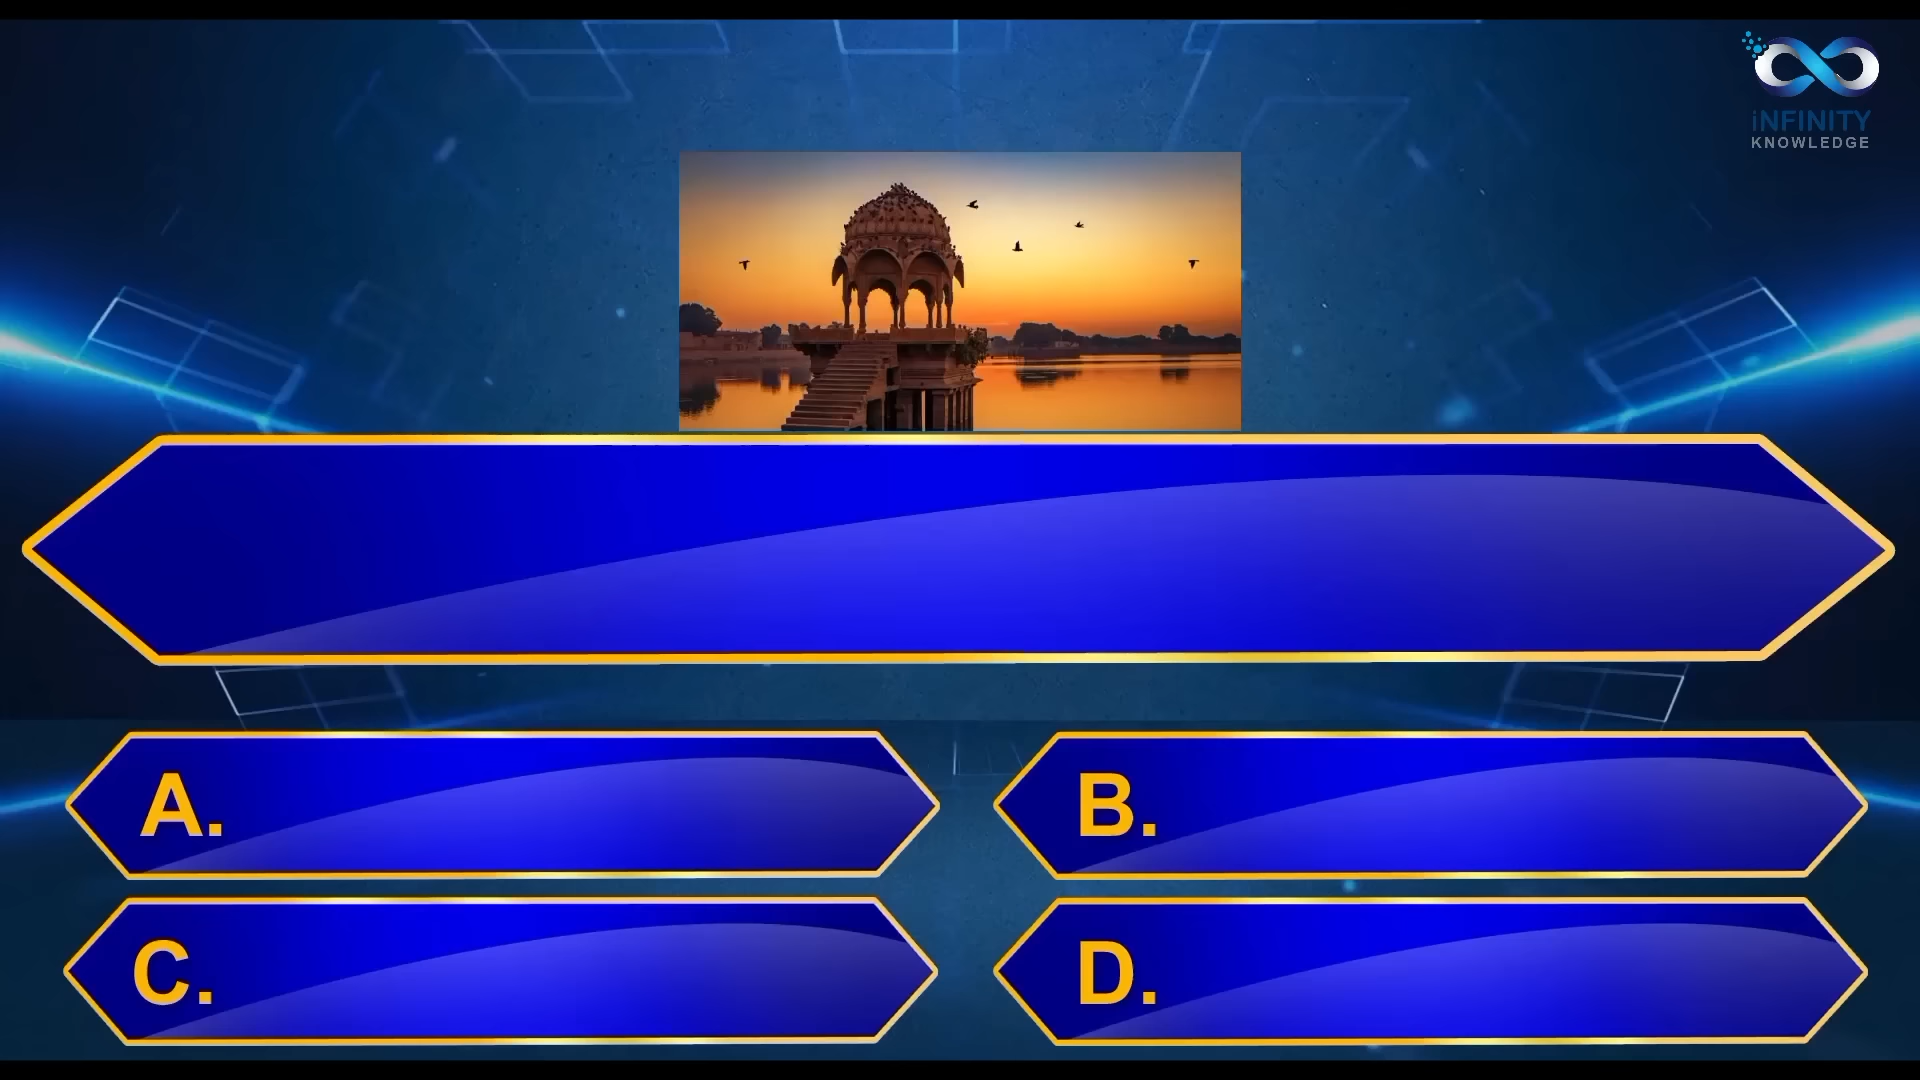 iNFINITY
KNOWLEDGE
A.
B.
C.
D.